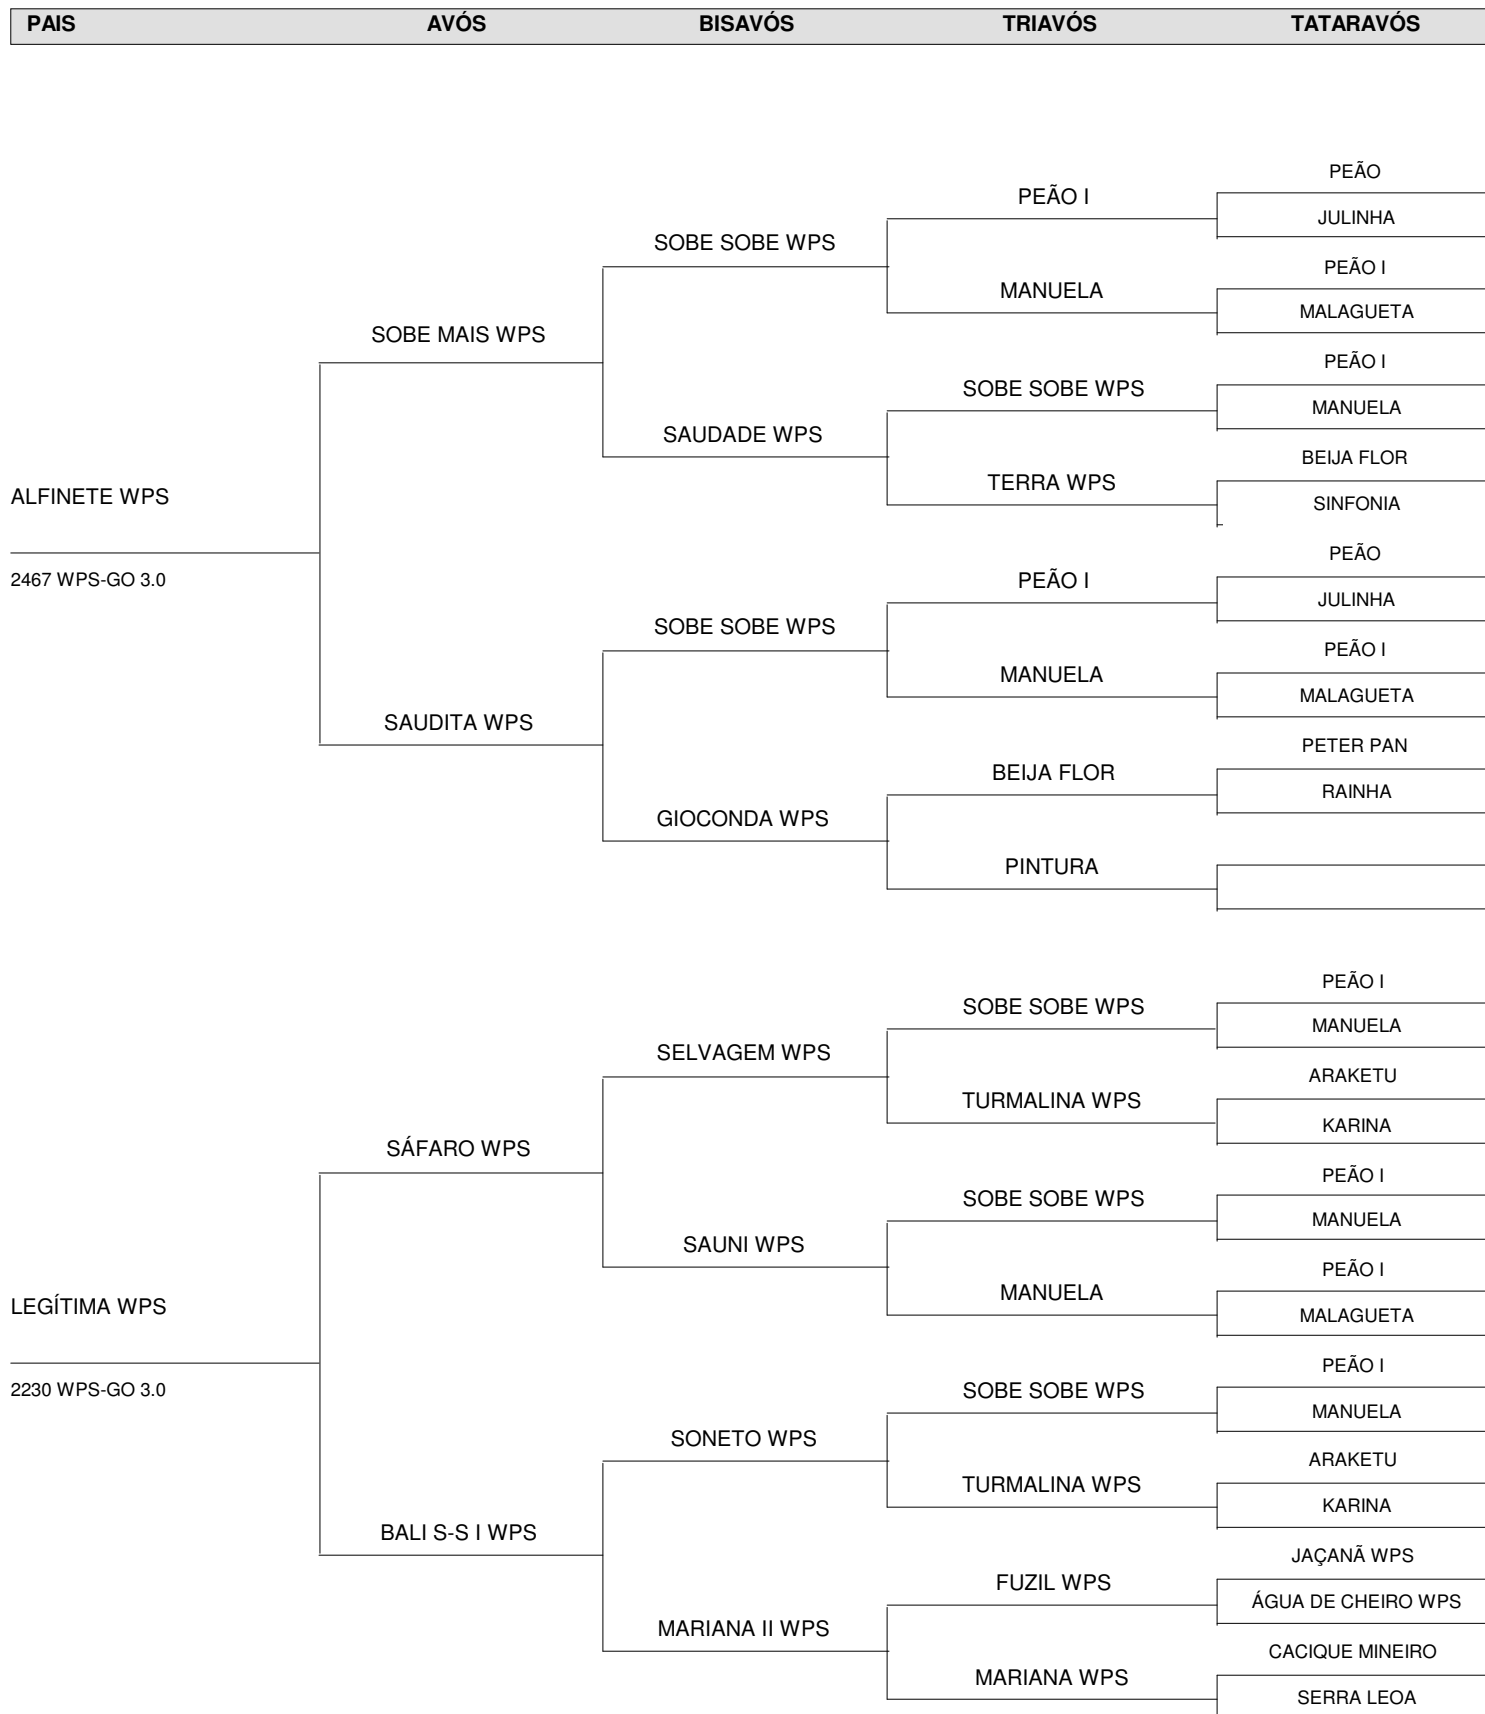 PAIS AVÓS BISAVÓS TRIAVÓS TATARAVÓS
PEÃO
PEÃO I
JULINHA
SOBE SOBE WPS
PEÃO I
MANUELA
MALAGUETA
SOBE MAIS WPS
PEÃO I
SOBE SOBE WPS
MANUELA
SAUDADE WPS
BEIJA FLOR
TERRA WPS
ALFINETE WPS
SINFONIA
PEÃO
2467 WPS-GO 3.0
PEÃO I
JULINHA
SOBE SOBE WPS
PEÃO I
MANUELA
MALAGUETA
SAUDITA WPS
PETER PAN
BEIJA FLOR
RAINHA
GIOCONDA WPS
PINTURA
PEÃO I
SOBE SOBE WPS
MANUELA
SELVAGEM WPS
ARAKETU
TURMALINA WPS
KARINA
SÁFARO WPS
PEÃO I
SOBE SOBE WPS
MANUELA
SAUNI WPS
PEÃO I
MANUELA
LEGÍTIMA WPS
MALAGUETA
PEÃO I
2230 WPS-GO 3.0
SOBE SOBE WPS
MANUELA
SONETO WPS
ARAKETU
TURMALINA WPS
KARINA
BALI S-S I WPS
JAÇANÃ WPS
FUZIL WPS
ÁGUA DE CHEIRO WPS
MARIANA II WPS
CACIQUE MINEIRO
MARIANA WPS
SERRA LEOA